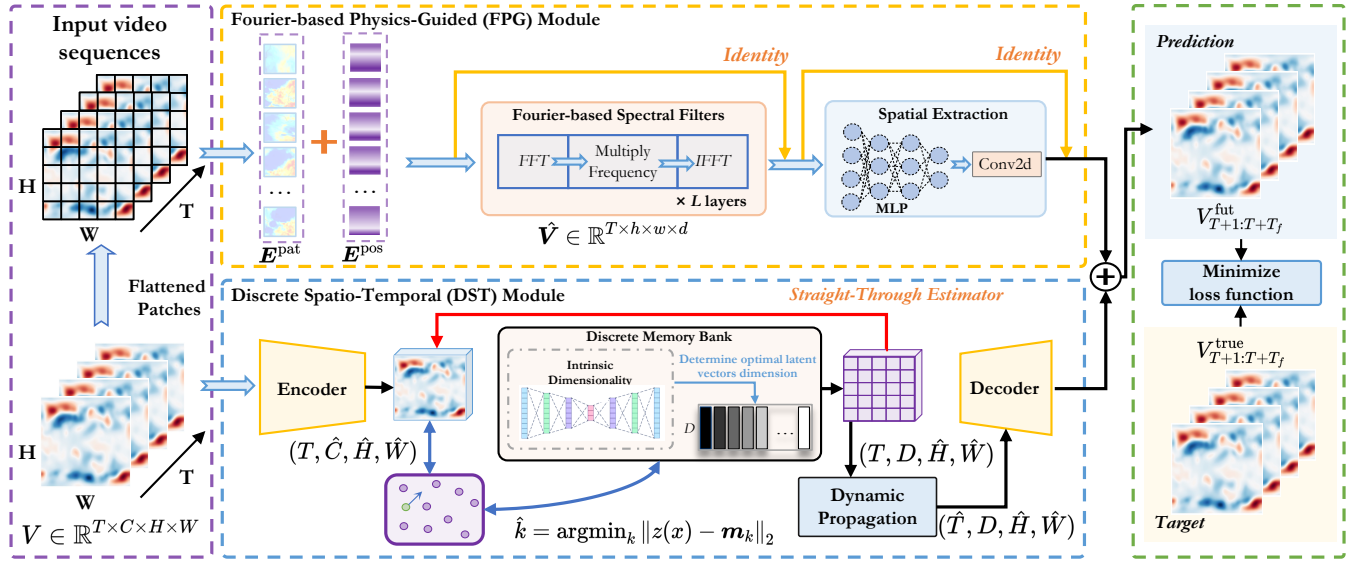 Input video
sequences
H
W
T
Flattened
Patches
H
W
T
V ∈ ℝ^{T×C×H×W}
Fourier-based Physics-Guided (FPG) Module
...
E^{pat}
+
...
E^{pos}
Identity
Identity
Fourier-based Spectral Filters
FFT
Multiply
Frequency
IFFT
× L layers
V̂ ∈ ℝ^{T×h×w×d}
Spatial Extraction
MLP
Conv2d
Discrete Spatio-Temporal (DST) Module
Straight-Through Estimator
Encoder
(T, Ĉ, Ĥ, Ŵ)
Discrete Memory Bank
Intrinsic
Dimensionality
Determine optimal latent
vectors dimension
D
...
k̂ = argmin_k ‖z(x) − m_k‖_2
(T, D, Ĥ, Ŵ)
Dynamic
Propagation
(T̂, D, Ĥ, Ŵ)
Decoder
+
Prediction
V^{fut}_{T+1:T+T_f}
Minimize
loss function
V^{true}_{T+1:T+T_f}
Target